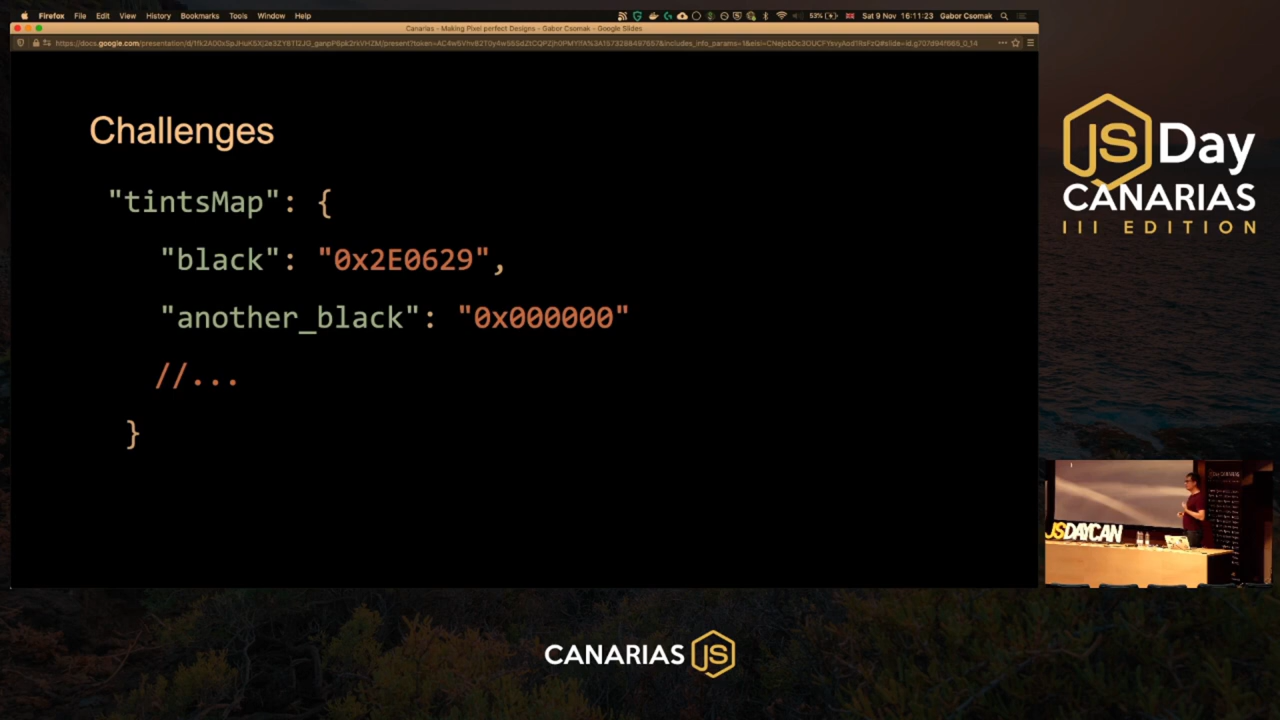 Firefox File Edit View History Bookmarks Tools Window Help
53% Sat 9 Nov 16:11:23 Gabor Csomak
Canarias - Making Pixel perfect Designs - Gabor Csomak - Google Slides
Challenges
"tintsMap": {
"black": "0x2E0629",
"another_black": "0x000000"
//...
}
JS Day
CANARIAS
III EDITION
JSDAYCAN
CANARIAS JS